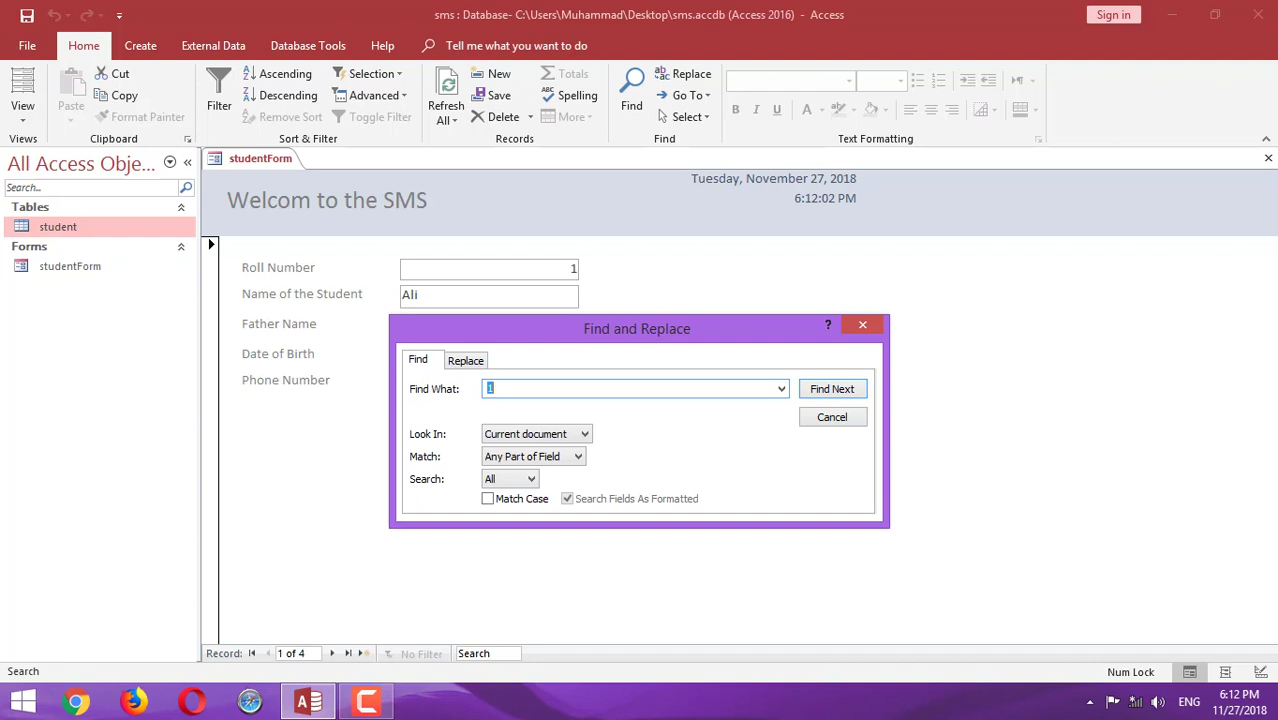 sms : Database- C:\Users\Muhammad\Desktop\sms.accdb (Access 2016) - Access
Sign in
File Home Create External Data Database Tools Help Tell me what you want to do
View
Views
Paste
Cut
Copy
Format Painter
Clipboard
Filter
Ascending
Descending
Remove Sort
Selection
Advanced
Toggle Filter
Sort & Filter
Refresh
All
New
Save
Delete
Totals
Spelling
More
Records
Find
Replace
Go To
Select
Find
B I U A
Text Formatting
All Access Obje...
Search...
Tables
student
Forms
studentForm
studentForm
Welcom to the SMS
Tuesday, November 27, 2018
6:12:02 PM
Roll Number 1
Name of the Student Ali
Father Name
Date of Birth
Phone Number
Find and Replace
Find Replace
Find What: 1 Find Next
Cancel
Look In: Current document
Match: Any Part of Field
Search: All
Match Case Search Fields As Formatted
Record: 1 of 4 No Filter Search
Search
Num Lock
ENG
6:12 PM
11/27/2018